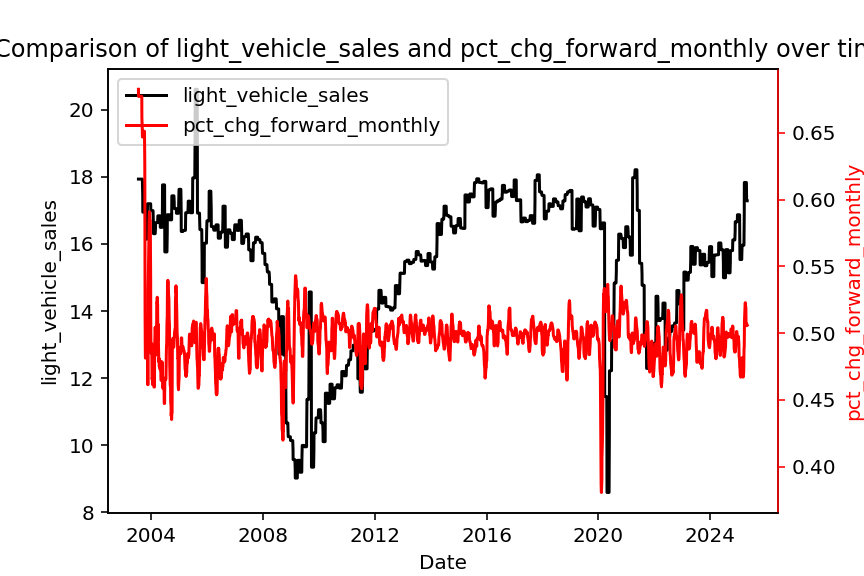 Comparison of light_vehicle_sales and pct_chg_forward_monthly over tim
light_vehicle_sales
pct_chg_forward_monthly
20
18
16
14
12
10
8
light_vehicle_sales
0.65
0.60
0.55
0.50
0.45
0.40
pct_chg_forward_monthly
2004 2008 2012 2016 2020 2024
Date